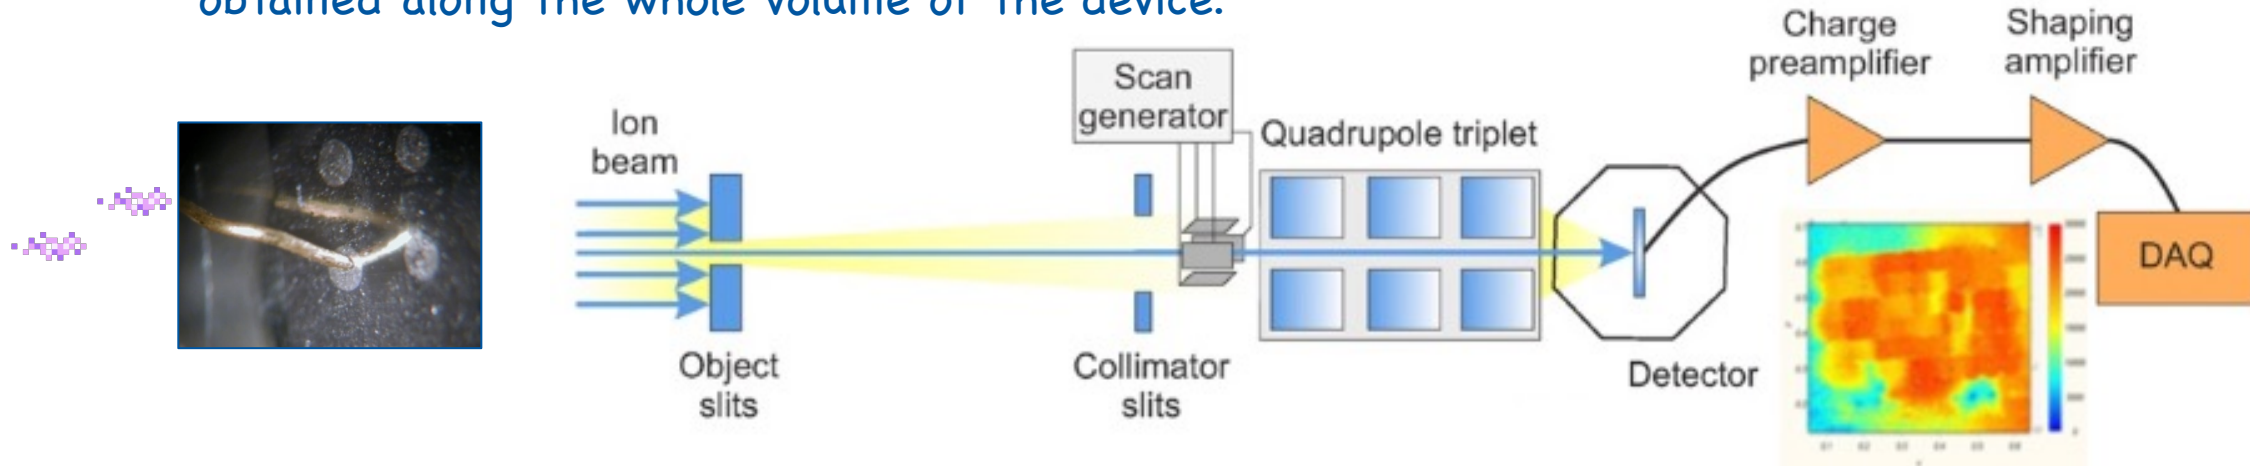 obtained along the whole volume of the device.
Charge
preamplifier
Shaping
amplifier
Scan
generator
Ion
beam
Quadrupole triplet
DAQ
Object
slits
Collimator
slits
Detector